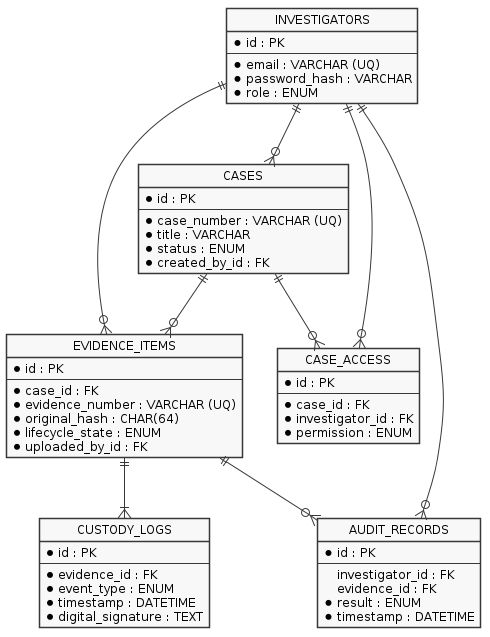 INVESTIGATORS
id : PK
email : VARCHAR (UQ)
password_hash : VARCHAR
role : ENUM
CASES
id : PK
case_number : VARCHAR (UQ)
title : VARCHAR
status : ENUM
created_by_id : FK
EVIDENCE_ITEMS
id : PK
case_id : FK
evidence_number : VARCHAR (UQ)
original_hash : CHAR(64)
lifecycle_state : ENUM
uploaded_by_id : FK
CASE_ACCESS
id : PK
case_id : FK
investigator_id : FK
permission : ENUM
CUSTODY_LOGS
id : PK
evidence_id : FK
event_type : ENUM
timestamp : DATETIME
digital_signature : TEXT
AUDIT_RECORDS
id : PK
investigator_id : FK
evidence_id : FK
result : ENUM
timestamp : DATETIME